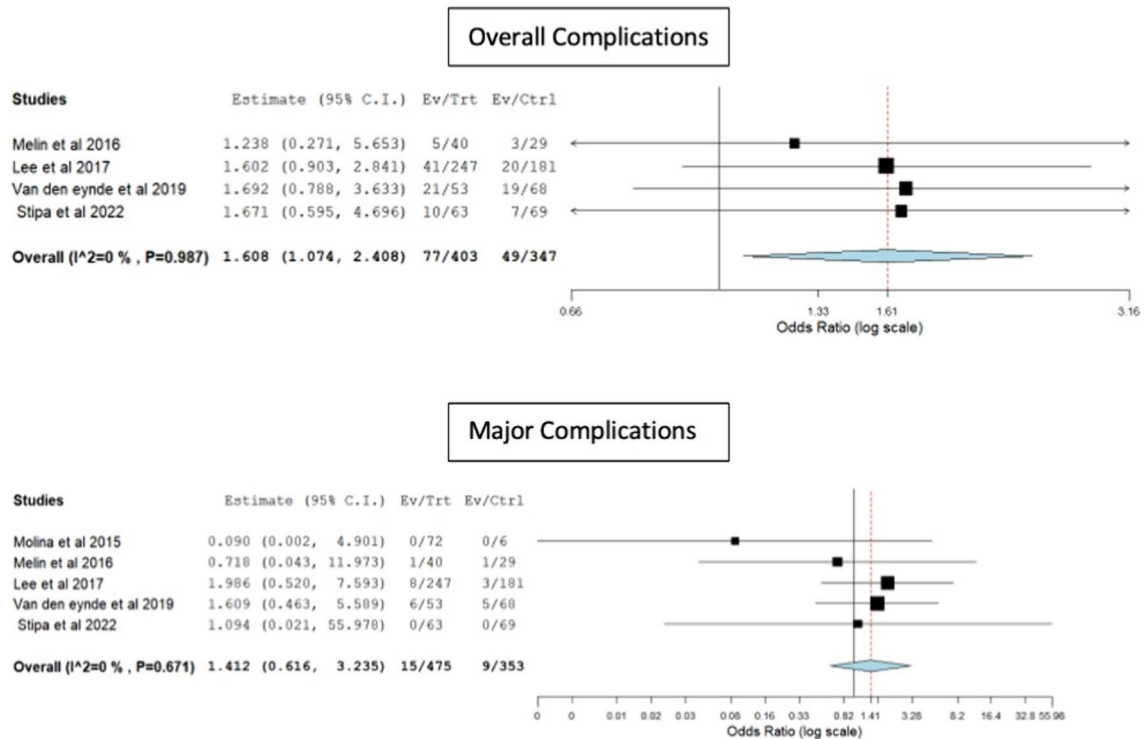 Overall Complications
Studies Estimate (95% C.I.) Ev/Trt Ev/Ctrl
Melin et al 2016 1.238 (0.271, 5.653) 5/40 3/29
Lee et al 2017 1.602 (0.903, 2.841) 41/247 20/181
Van den eynde et al 2019 1.692 (0.788, 3.633) 21/53 19/68
Stipa et al 2022 1.671 (0.595, 4.696) 10/63 7/69
Overall (I^2=0 % , P=0.987) 1.608 (1.074, 2.408) 77/403 49/347
0.66 1.33 1.61 3.16
Odds Ratio (log scale)
Major Complications
Studies Estimate (95% C.I.) Ev/Trt Ev/Ctrl
Molina et al 2015 0.090 (0.002, 4.901) 0/72 0/6
Melin et al 2016 0.718 (0.043, 11.973) 1/40 1/29
Lee et al 2017 1.986 (0.520, 7.593) 8/247 3/181
Van den eynde et al 2019 1.609 (0.463, 5.589) 6/53 5/68
Stipa et al 2022 1.094 (0.021, 55.978) 0/63 0/69
Overall (I^2=0 % , P=0.671) 1.412 (0.616, 3.235) 15/475 9/353
0 0 0.01 0.02 0.03 0.08 0.16 0.33 0.82 1.41 3.28 8.2 16.4 32.8 55.98
Odds Ratio (log scale)